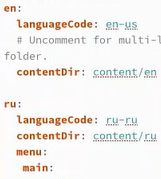 en:
languageCode: en-us
# Uncomment for multi-
folder.
contentDir: content/en
ru:
languageCode: ru-ru
contentDir: content/ru
menu:
main: